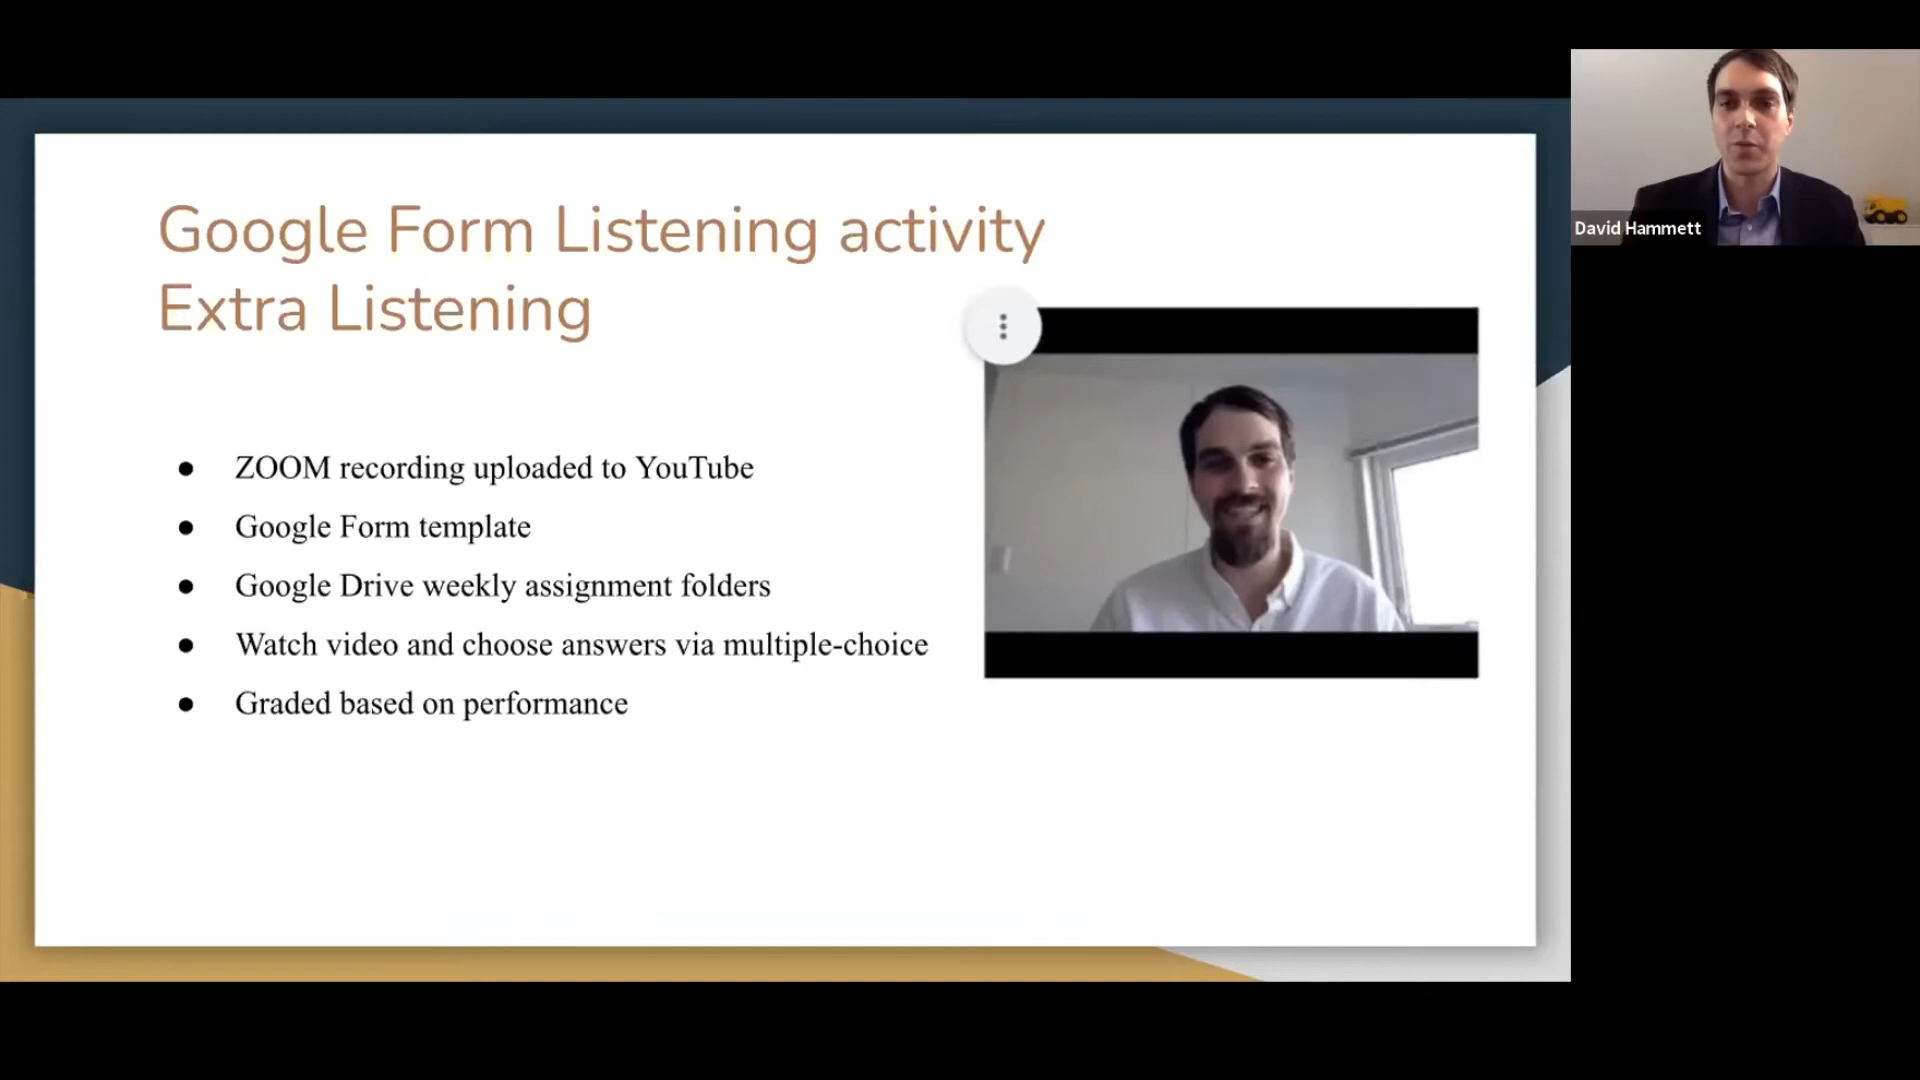 Google Form Listening activity
Extra Listening
● ZOOM recording uploaded to YouTube
● Google Form template
● Google Drive weekly assignment folders
● Watch video and choose answers via multiple-choice
● Graded based on performance
David Hammett